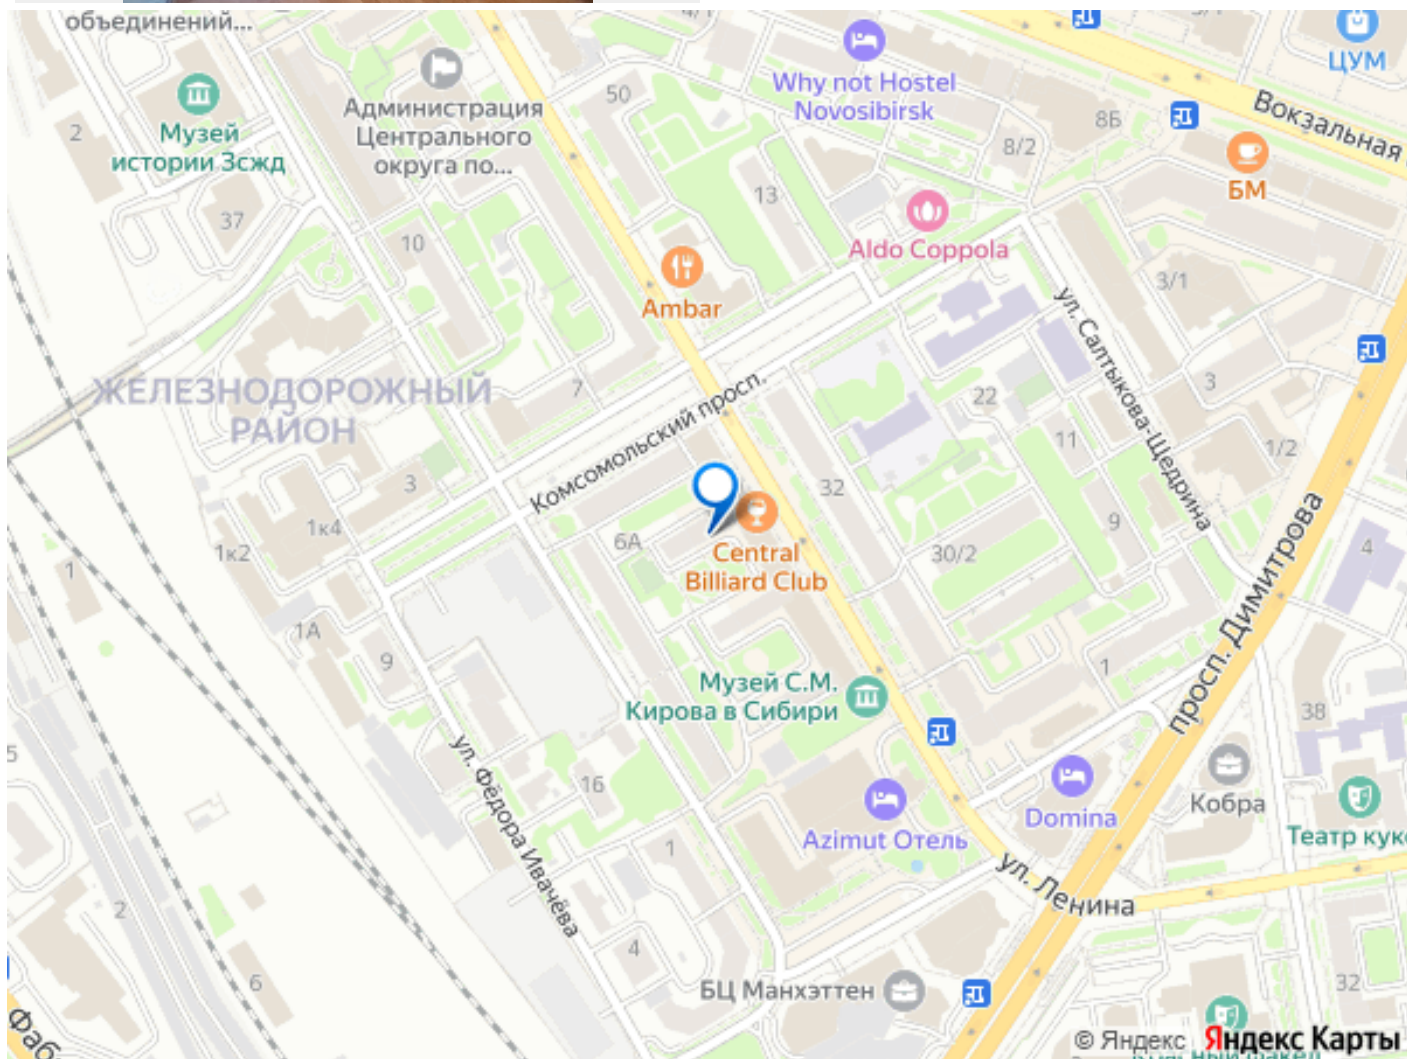 объединений...
4/1
Why not Hostel
Novosibirsk
ЦУМ
Вокзальная
50
8Б
8/2
БМ
Администрация
Центрального
округа по...
2
Музей
истории Зсжд
37
10
13
Aldo Coppola
3/1
Ambar
ул. Салтыкова-Щедрина
ЖЕЛЕЗНОДОРОЖНЫЙ
РАЙОН
7
Комсомольский просп.
22
3
11
1/2
3
32
1к4
1к2
6А
9
30/2
4
Central
Billiard Club
просп. Димитрова
1
1А
9
1
Музей С.М.
Кирова в Сибири
38
ул. Фёдора Ивачёва
5
16
Azimut Отель
Domina
Кобра
Театр кук
1
ул. Ленина
2
4
6
БЦ Манхэттен
32
Фаб
© Яндекс Яндекс Карты